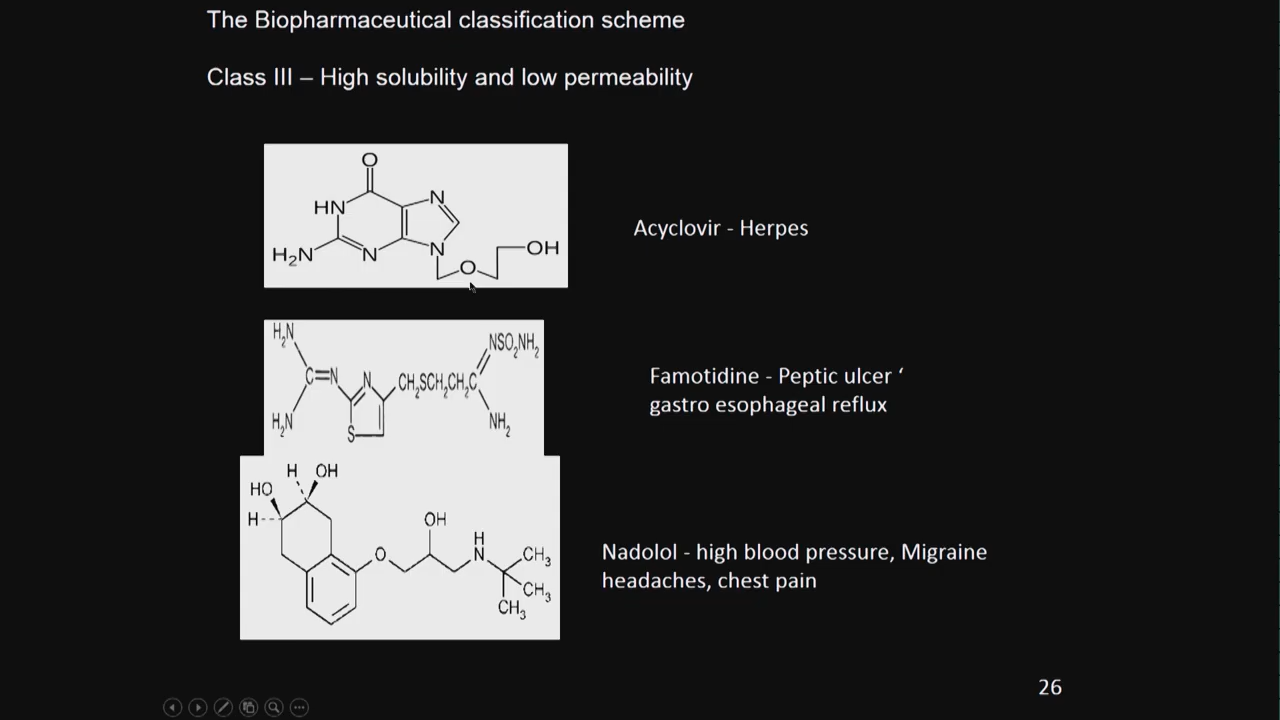 The Biopharmaceutical classification scheme
Class III – High solubility and low permeability
O
HN
N
H₂N
N
N
O
OH
Acyclovir - Herpes
H₂N
NSO₂NH₂
C=N
N
CH₂SCH₂CH₂C
H₂N
S
NH₂
Famotidine - Peptic ulcer ‘
gastro esophageal reflux
H
OH
HO
H
OH
O
H
N
CH₃
CH₃
CH₃
Nadolol - high blood pressure, Migraine
headaches, chest pain
26